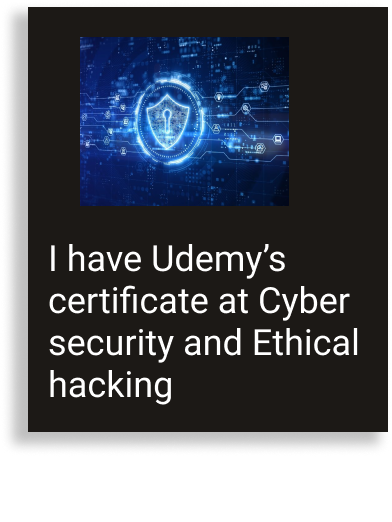 I have Udemy’s
certificate at Cyber
security and Ethical
hacking